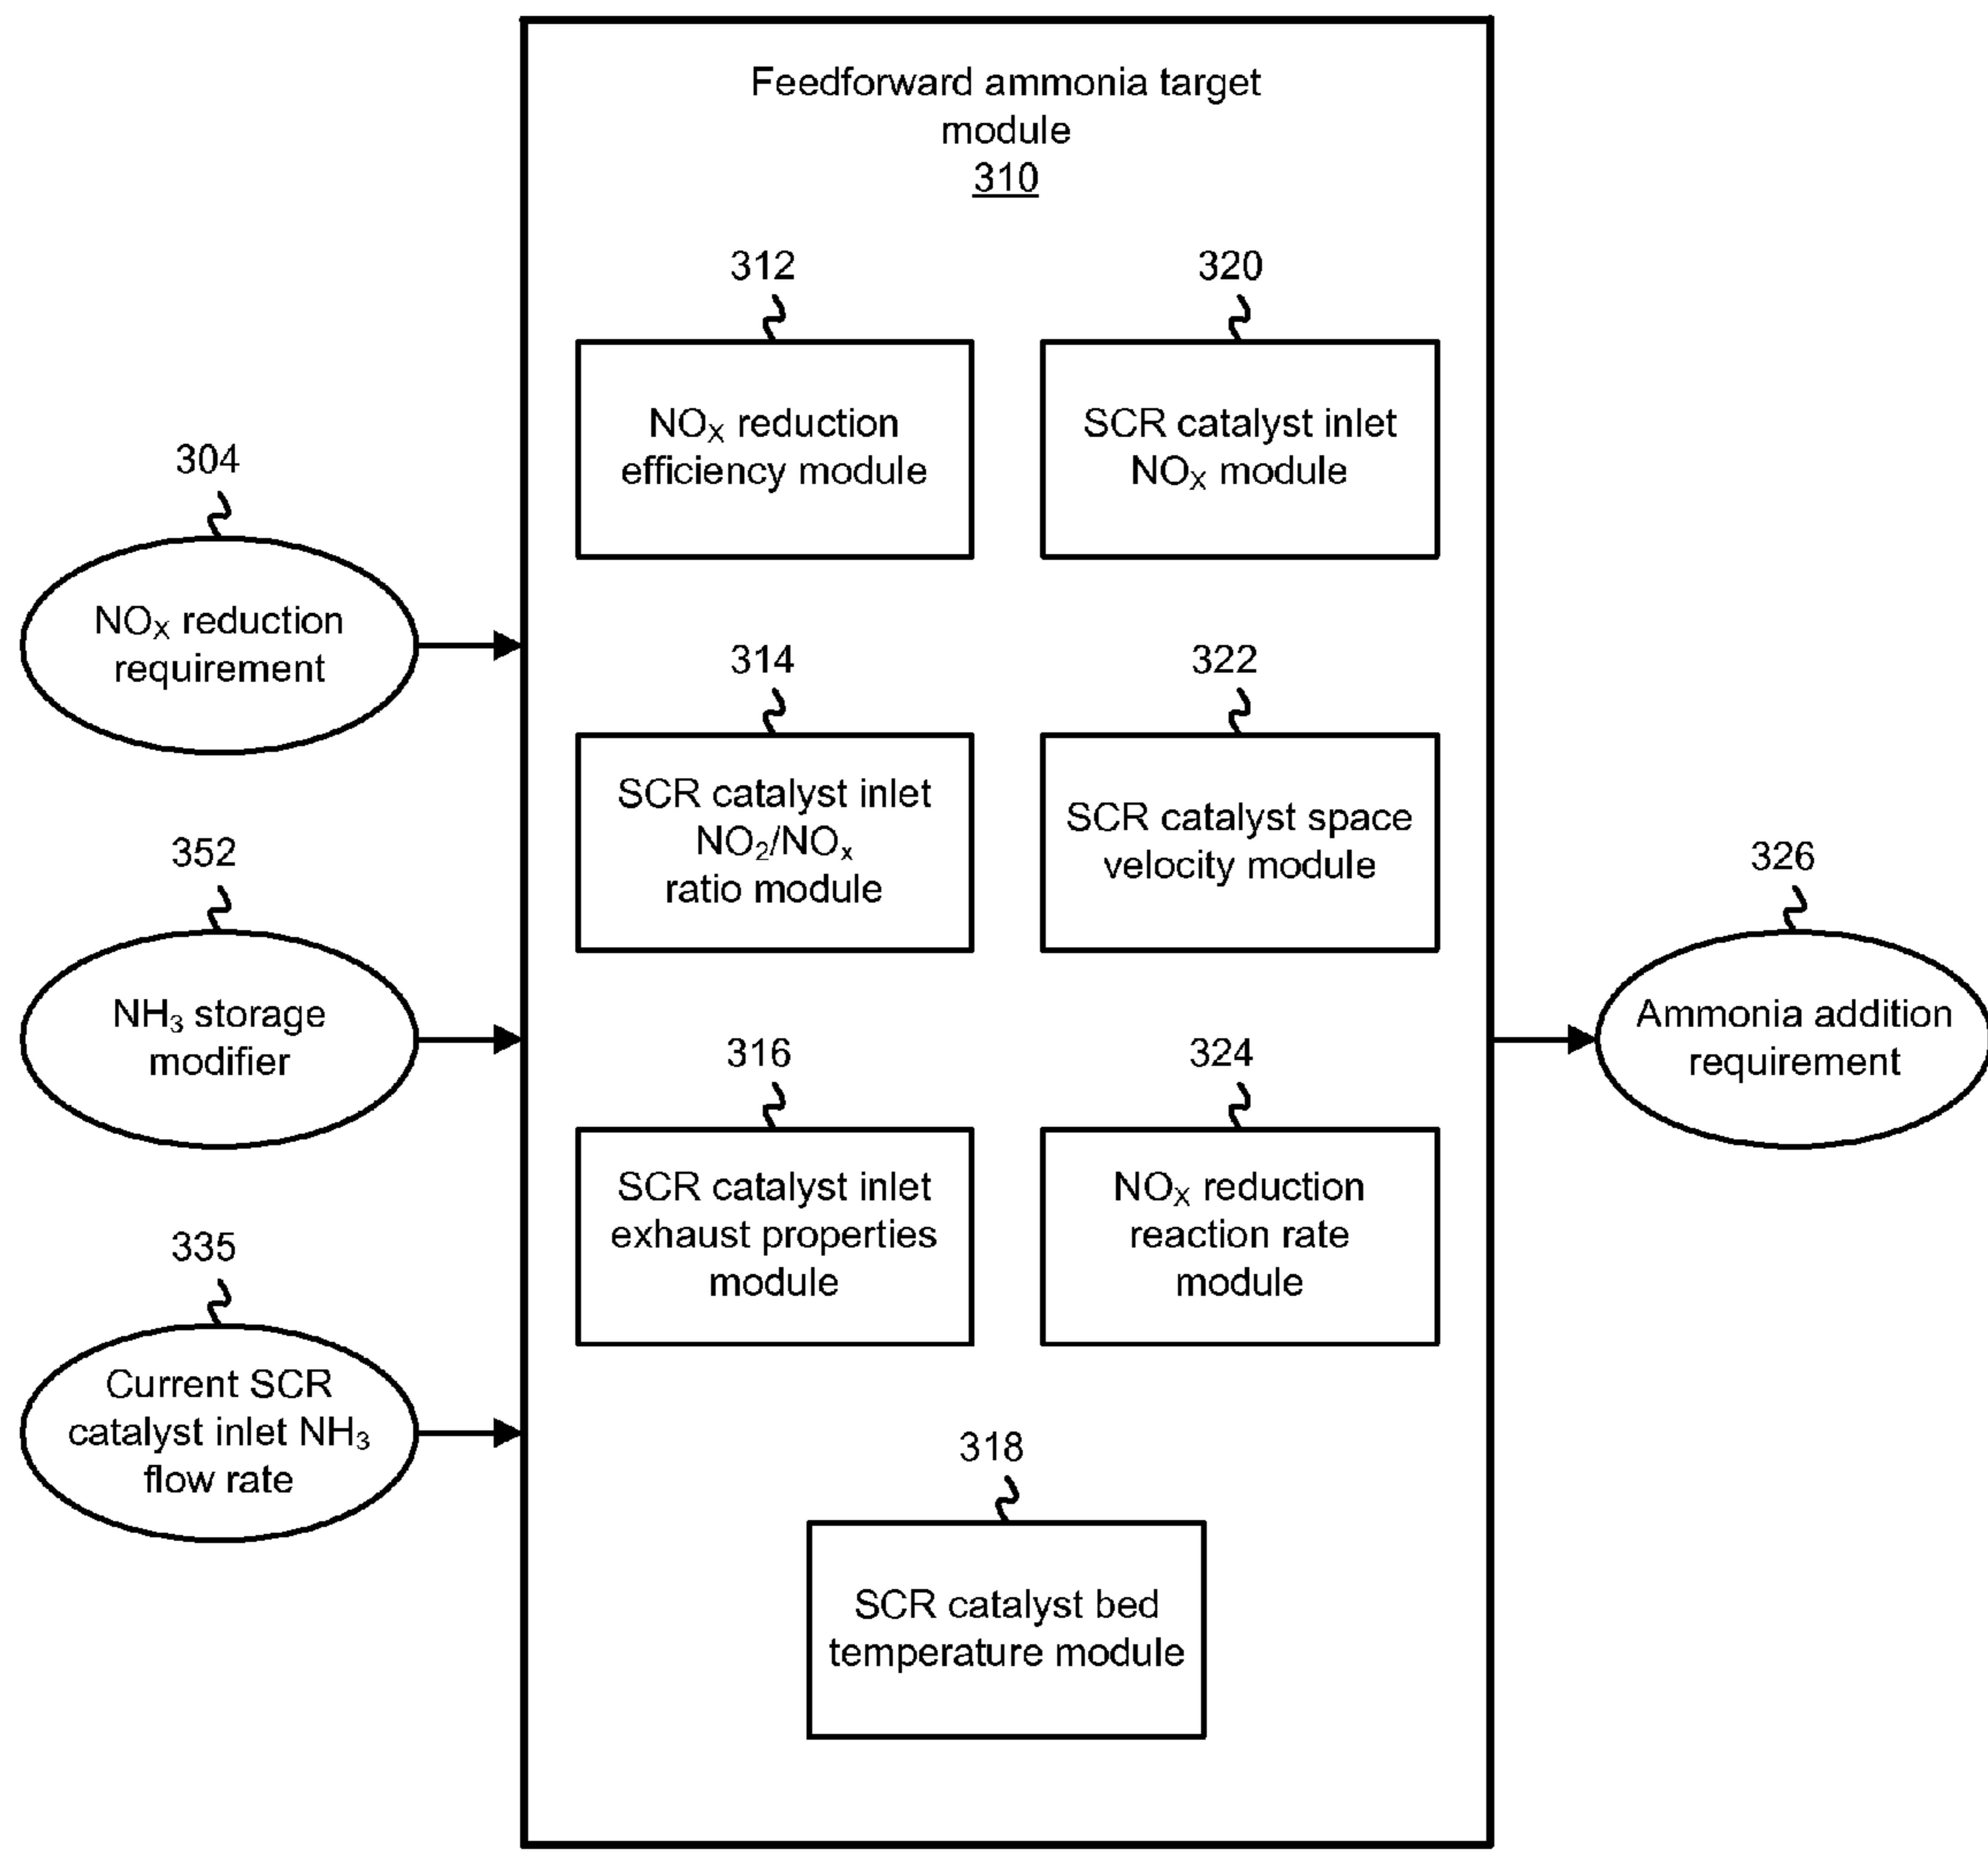 Feedforward ammonia target
module
310
312
NOX reduction
efficiency module
320
SCR catalyst inlet
NOX module
304
NOX reduction
requirement
314
SCR catalyst inlet
NO2/NOx
ratio module
322
SCR catalyst space
velocity module
352
NH3 storage
modifier
326
Ammonia addition
requirement
316
SCR catalyst inlet
exhaust properties
module
324
NOX reduction
reaction rate
module
335
Current SCR
catalyst inlet NH3
flow rate
318
SCR catalyst bed
temperature module